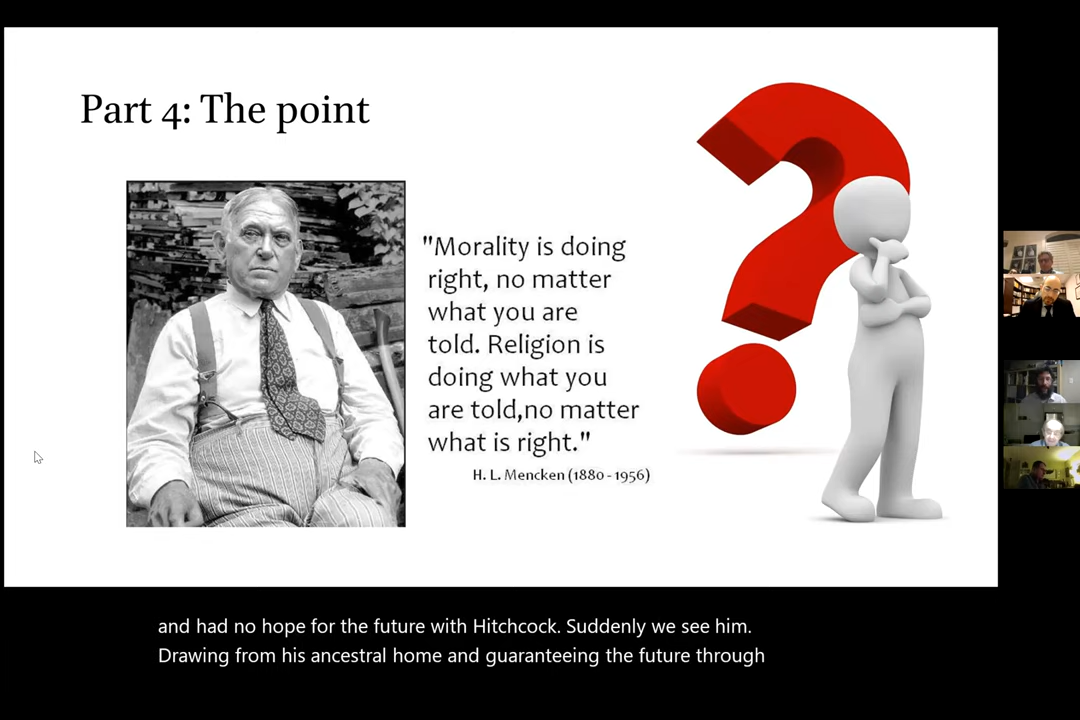 Part 4: The point
"Morality is doing
right, no matter
what you are
told. Religion is
doing what you
are told,no matter
what is right."
H. L. Mencken (1880 - 1956)
and had no hope for the future with Hitchcock. Suddenly we see him.
Drawing from his ancestral home and guaranteeing the future through